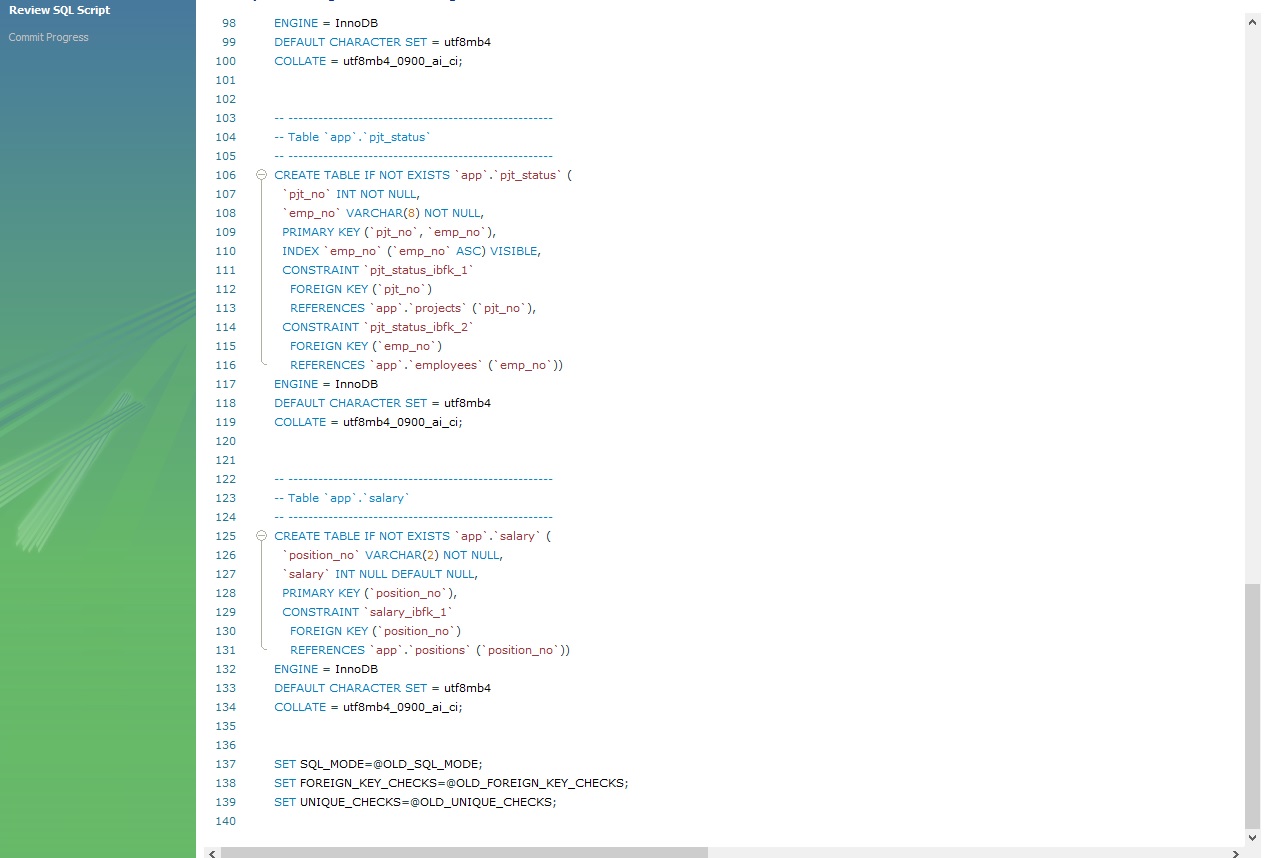 Review SQL Script
Commit Progress
98 ENGINE = InnoDB
99 DEFAULT CHARACTER SET = utf8mb4
100 COLLATE = utf8mb4_0900_ai_ci;
101
102
103 -- -----------------------------------------------------
104 -- Table `app`.`pjt_status`
105 -- -----------------------------------------------------
106 CREATE TABLE IF NOT EXISTS `app`.`pjt_status` (
107 `pjt_no` INT NOT NULL,
108 `emp_no` VARCHAR(8) NOT NULL,
109 PRIMARY KEY (`pjt_no`, `emp_no`),
110 INDEX `emp_no` (`emp_no` ASC) VISIBLE,
111 CONSTRAINT `pjt_status_ibfk_1`
112 FOREIGN KEY (`pjt_no`)
113 REFERENCES `app`.`projects` (`pjt_no`),
114 CONSTRAINT `pjt_status_ibfk_2`
115 FOREIGN KEY (`emp_no`)
116 REFERENCES `app`.`employees` (`emp_no`))
117 ENGINE = InnoDB
118 DEFAULT CHARACTER SET = utf8mb4
119 COLLATE = utf8mb4_0900_ai_ci;
120
121
122 -- -----------------------------------------------------
123 -- Table `app`.`salary`
124 -- -----------------------------------------------------
125 CREATE TABLE IF NOT EXISTS `app`.`salary` (
126 `position_no` VARCHAR(2) NOT NULL,
127 `salary` INT NULL DEFAULT NULL,
128 PRIMARY KEY (`position_no`),
129 CONSTRAINT `salary_ibfk_1`
130 FOREIGN KEY (`position_no`)
131 REFERENCES `app`.`positions` (`position_no`))
132 ENGINE = InnoDB
133 DEFAULT CHARACTER SET = utf8mb4
134 COLLATE = utf8mb4_0900_ai_ci;
135
136
137 SET SQL_MODE=@OLD_SQL_MODE;
138 SET FOREIGN_KEY_CHECKS=@OLD_FOREIGN_KEY_CHECKS;
139 SET UNIQUE_CHECKS=@OLD_UNIQUE_CHECKS;
140